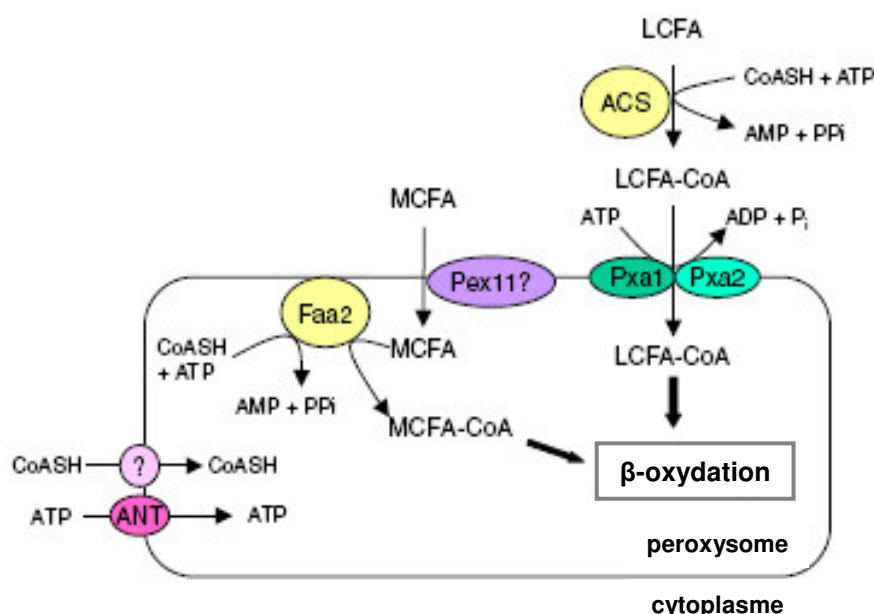 LCFA
ACS
CoASH + ATP
AMP + PPi
LCFA-CoA
MCFA
ATP
ADP + Pi
Pex11?
Pxa1
Pxa2
Faa2
CoASH
+ ATP
MCFA
LCFA-CoA
AMP + PPi
MCFA-CoA
CoASH
?
CoASH
β-oxydation
ATP
ANT
ATP
peroxysome
cytoplasme